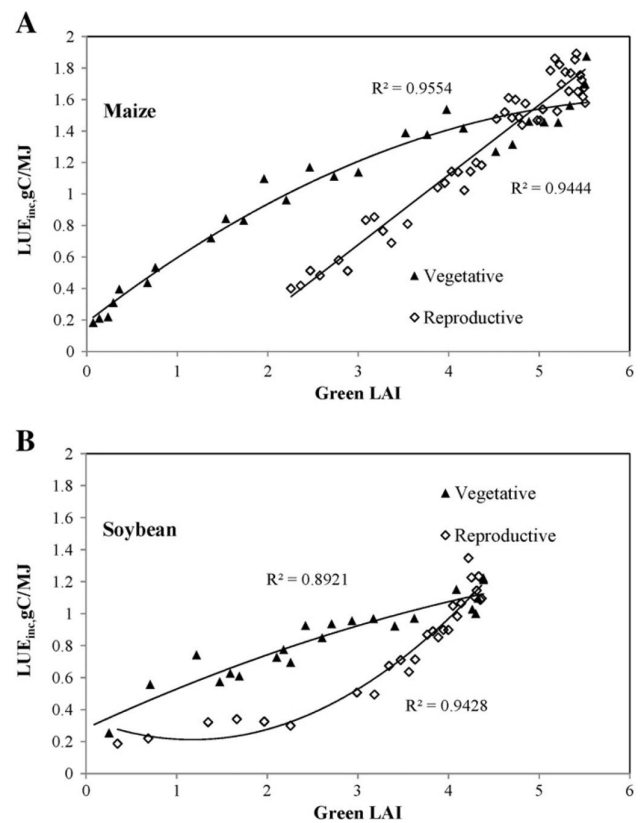 A
2
1.8
1.6
1.4
1.2
1
0.8
0.6
0.4
0.2
0
LUEinc,gC/MJ
Maize
R² = 0.9554
R² = 0.9444
Vegetative
Reproductive
0 1 2 3 4 5 6
Green LAI
B
2
1.8
1.6
1.4
1.2
1
0.8
0.6
0.4
0.2
0
LUEinc,gC/MJ
Vegetative
Soybean
Reproductive
R² = 0.8921
R² = 0.9428
0 1 2 3 4 5 6
Green LAI